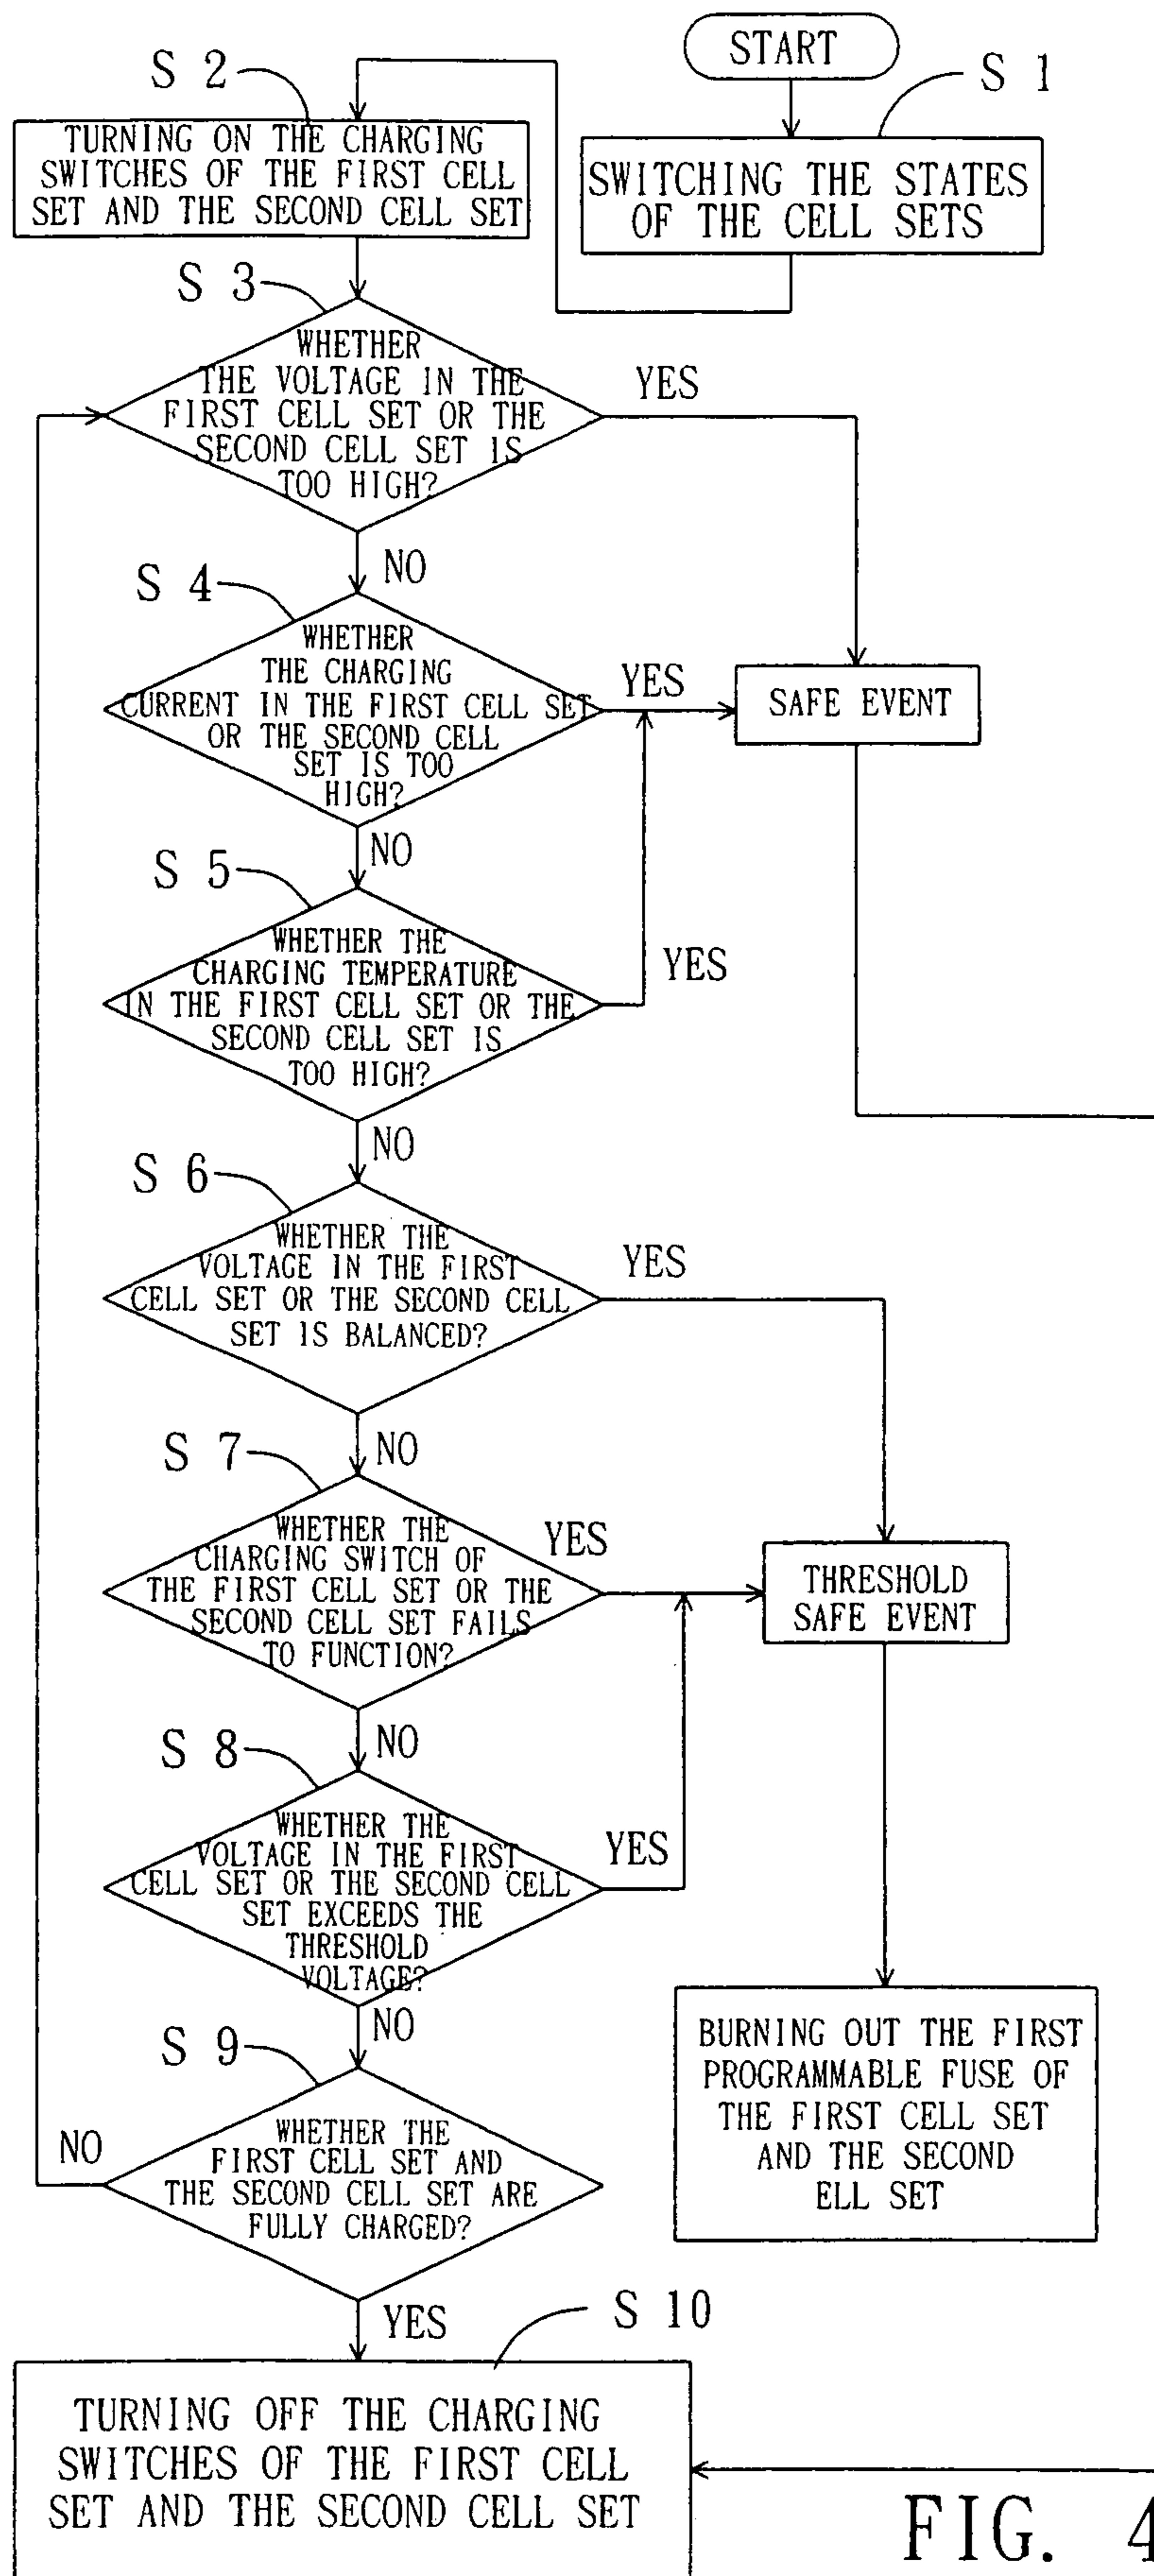 START
S 1
SWITCHING THE STATES
OF THE CELL SETS
S 2
TURNING ON THE CHARGING
SWITCHES OF THE FIRST CELL
SET AND THE SECOND CELL SET
S 3
WHETHER
THE VOLTAGE IN THE
FIRST CELL SET OR THE
SECOND CELL SET IS
TOO HIGH?
YES
NO
S 4
WHETHER
THE CHARGING
CURRENT IN THE FIRST CELL SET
OR THE SECOND CELL
SET IS TOO
HIGH?
YES
SAFE EVENT
NO
S 5
WHETHER THE
CHARGING TEMPERATURE
IN THE FIRST CELL SET OR THE
SECOND CELL SET IS
TOO HIGH?
YES
NO
S 6
WHETHER THE
VOLTAGE IN THE FIRST
CELL SET OR THE SECOND CELL
SET IS BALANCED?
YES
NO
S 7
WHETHER THE
CHARGING SWITCH OF
THE FIRST CELL SET OR THE
SECOND CELL SET FAILS
TO FUNCTION?
YES
THRESHOLD
SAFE EVENT
NO
S 8
WHETHER THE
VOLTAGE IN THE FIRST
CELL SET OR THE SECOND CELL
SET EXCEEDS THE
THRESHOLD
VOLTAGE?
YES
NO
BURNING OUT THE FIRST
PROGRAMMABLE FUSE OF
THE FIRST CELL SET
AND THE SECOND
ELL SET
S 9
WHETHER THE
FIRST CELL SET AND
THE SECOND CELL SET ARE
FULLY CHARGED?
NO
YES
S 10
TURNING OFF THE CHARGING
SWITCHES OF THE FIRST CELL
SET AND THE SECOND CELL SET
FIG. 4